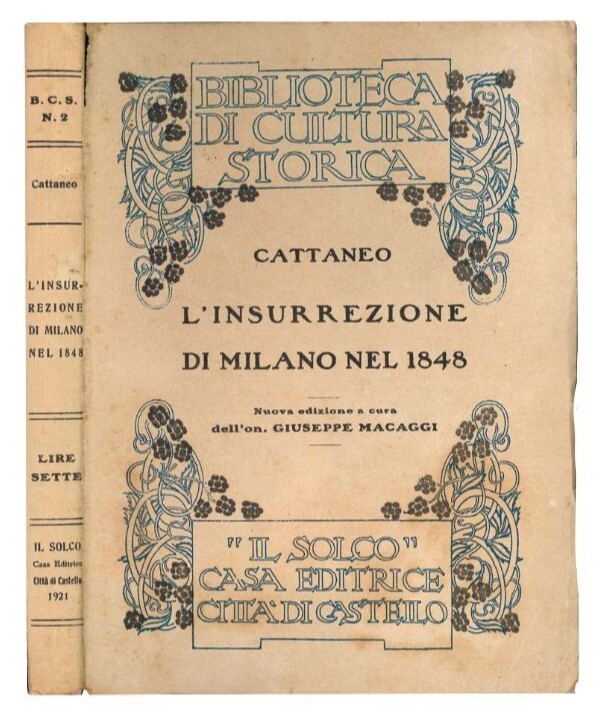 B. C. S.
N. 2
Cattaneo
L'INSUR-
REZIONE
DI MILANO
NEL 1848
LIRE
SETTE
IL SOLCO
Casa Editrice
Città di Castello
1921
BIBLIOTECA
DI CULTURA
STORICA
CATTANEO
L'INSURREZIONE
DI MILANO NEL 1848
Nuova edizione a cura
dell'on. GIUSEPPE MACAGGI
"IL SOLCO"
CASA EDITRICE
CITTÀ DI CASTELLO